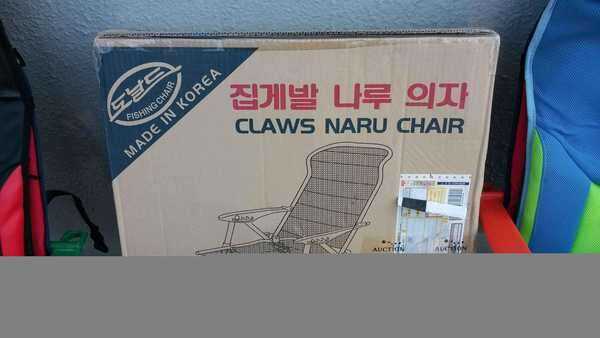 도남드
FISHING CHAIR
MADE IN KOREA
집게발 나루 의자
CLAWS NARU CHAIR
AUCTION
AUCTION